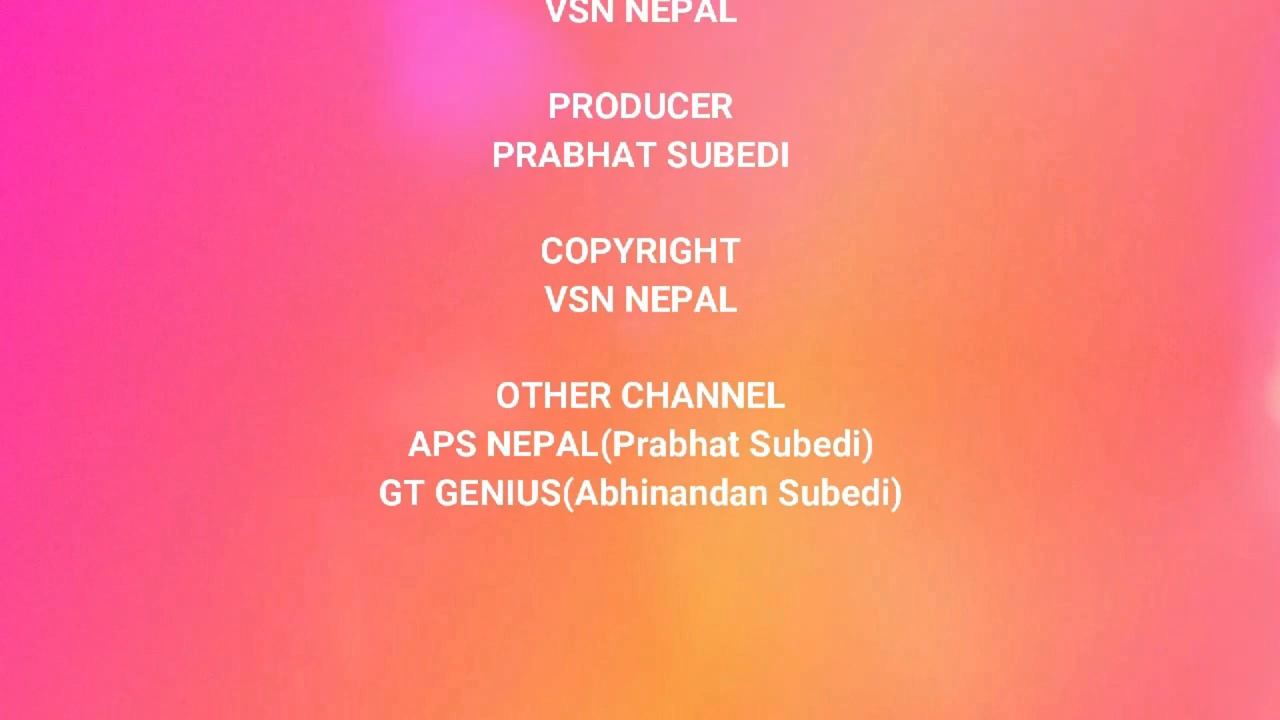 VSN NEPAL
PRODUCER
PRABHAT SUBEDI
COPYRIGHT
VSN NEPAL
OTHER CHANNEL
APS NEPAL(Prabhat Subedi)
GT GENIUS(Abhinandan Subedi)